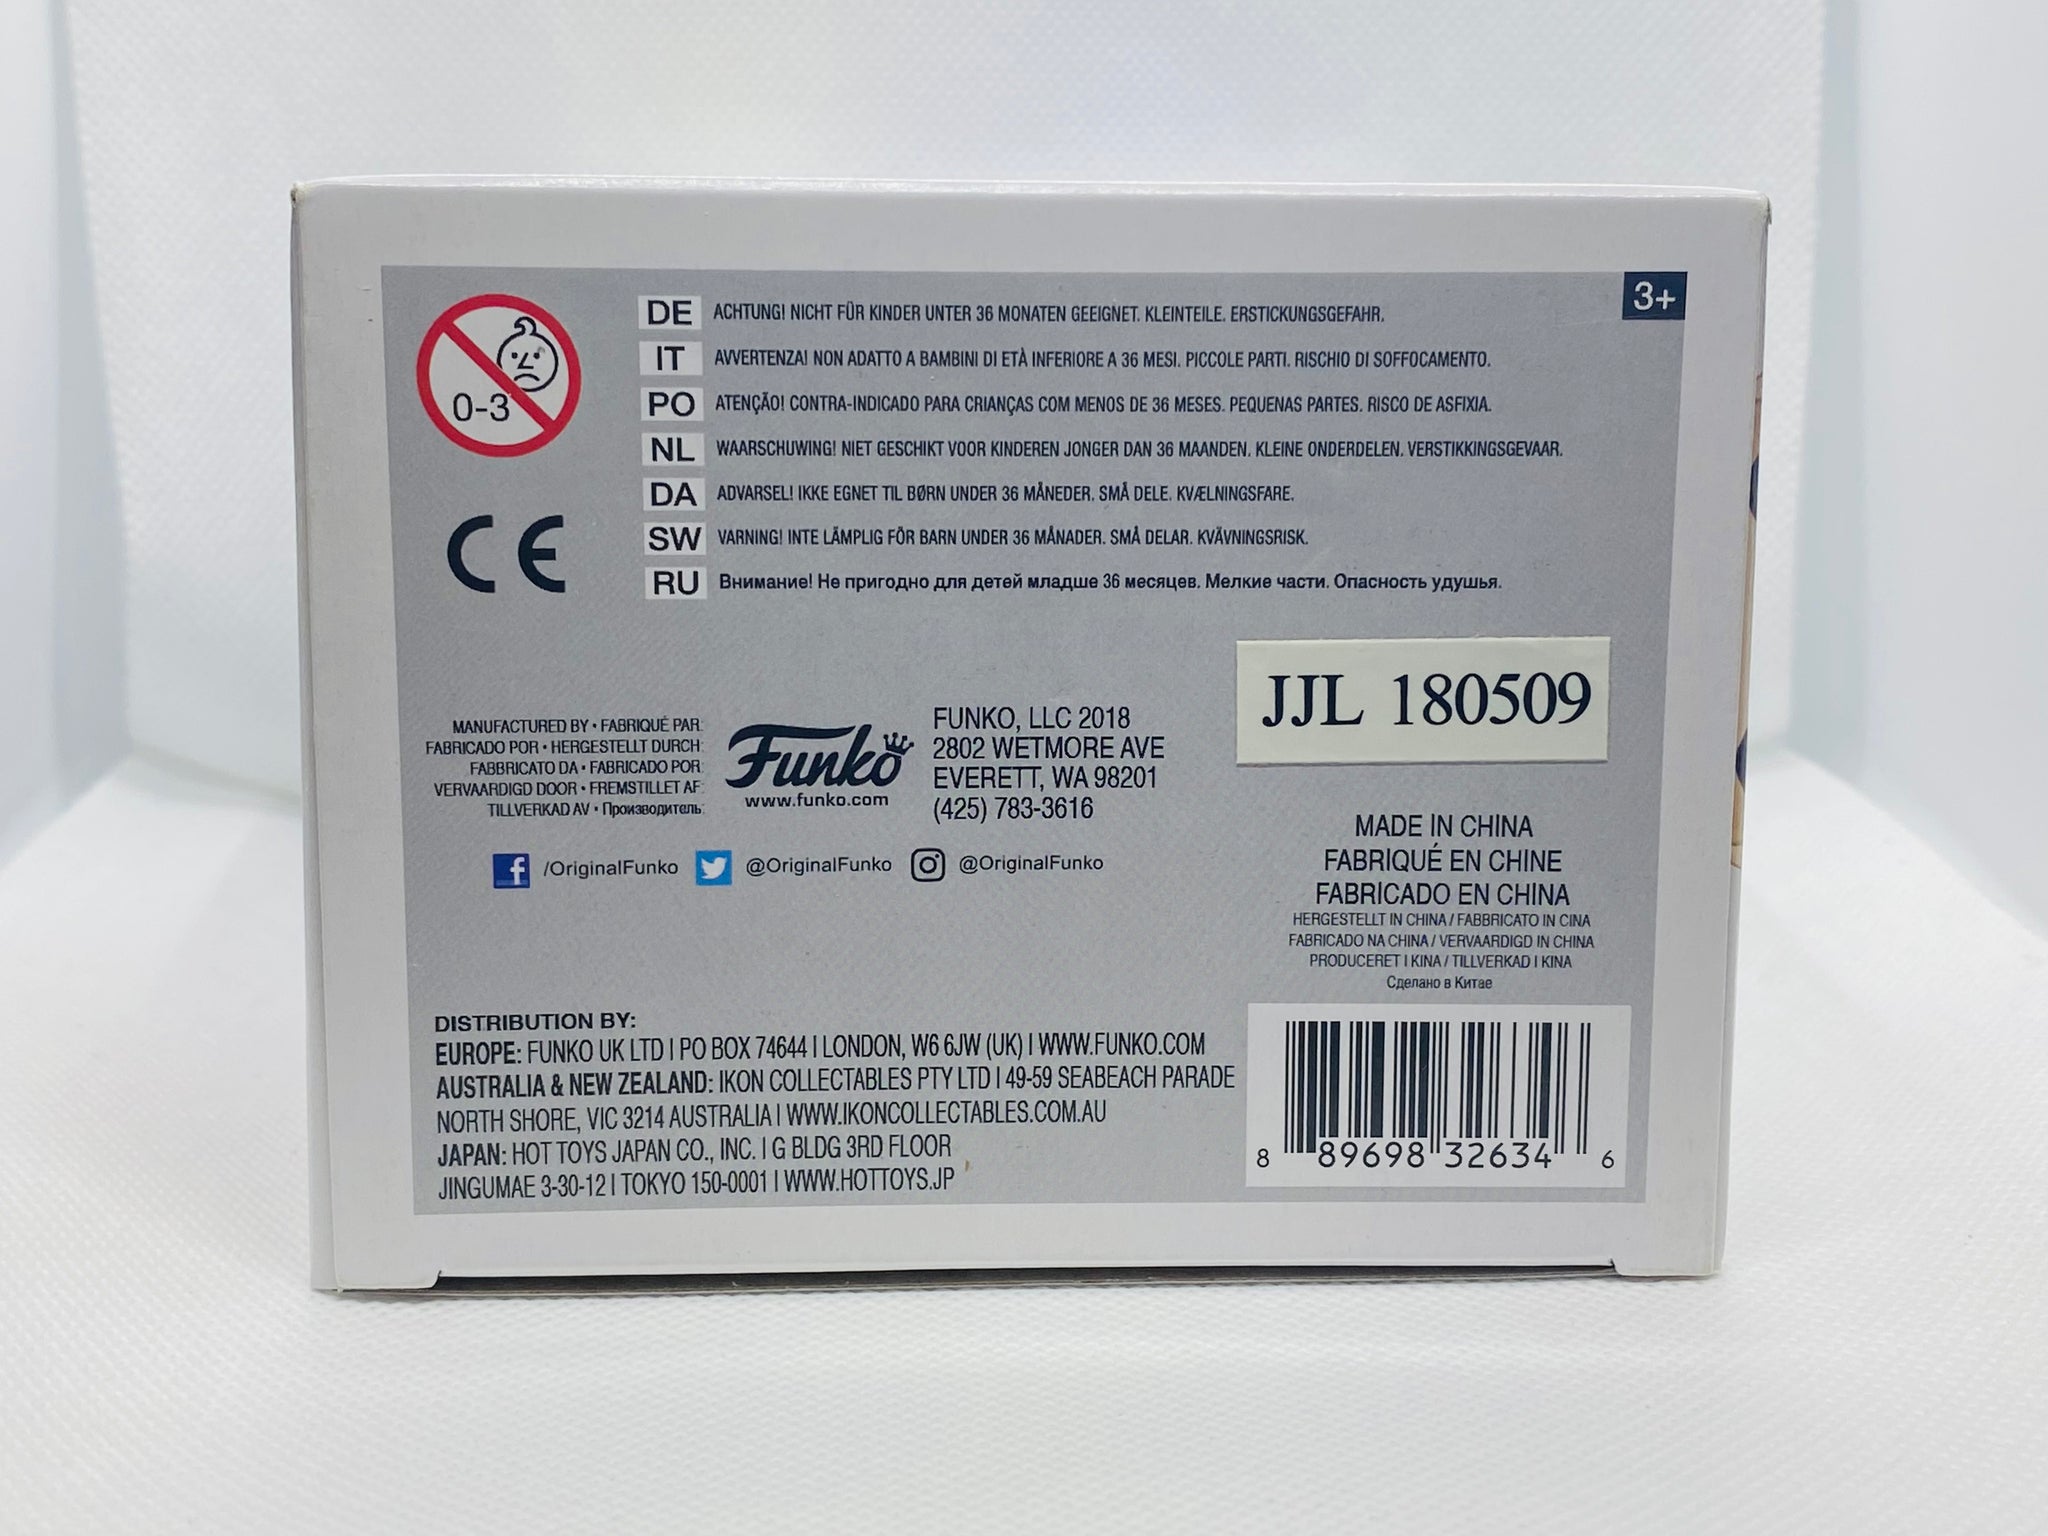 0-3
3+
DE ACHTUNG! NICHT FÜR KINDER UNTER 36 MONATEN GEEIGNET. KLEINTEILE. ERSTICKUNGSGEFAHR.
IT AVVERTENZA! NON ADATTO A BAMBINI DI ETÀ INFERIORE A 36 MESI. PICCOLE PARTI. RISCHIO DI SOFFOCAMENTO.
PO ATENÇÃO! CONTRA-INDICADO PARA CRIANÇAS COM MENOS DE 36 MESES. PEQUENAS PARTES. RISCO DE ASFIXIA.
NL WAARSCHUWING! NIET GESCHIKT VOOR KINDEREN JONGER DAN 36 MAANDEN. KLEINE ONDERDELEN. VERSTIKKINGSGEVAAR.
DA ADVARSEL! IKKE EGNET TIL BØRN UNDER 36 MÅNEDER. SMÅ DELE. KVÆLNINGSFARE.
SW VARNING! INTE LÄMPLIG FÖR BARN UNDER 36 MÅNADER. SMÅ DELAR. KVÄVNINGSRISK.
RU Внимание! Не пригодно для детей младше 36 месяцев. Мелкие части. Опасность удушья.
CE
JJL 180509
MANUFACTURED BY • FABRIQUÉ PAR:
FABRICADO POR • HERGESTELLT DURCH:
FABBRICATO DA • FABRICADO POR:
VERVAARDIGD DOOR • FREMSTILLET AF:
TILLVERKAD AV • Производитель:
Funko
www.funko.com
FUNKO, LLC 2018
2802 WETMORE AVE
EVERETT, WA 98201
(425) 783-3616
/OriginalFunko @OriginalFunko @OriginalFunko
MADE IN CHINA
FABRIQUÉ EN CHINE
FABRICADO EN CHINA
HERGESTELLT IN CHINA / FABBRICATO IN CINA
FABRICADO NA CHINA / VERVAARDIGD IN CHINA
PRODUCERET I KINA / TILLVERKAD I KINA
Сделано в Китае
DISTRIBUTION BY:
EUROPE: FUNKO UK LTD | PO BOX 74644 | LONDON, W6 6JW (UK) | WWW.FUNKO.COM
AUSTRALIA & NEW ZEALAND: IKON COLLECTABLES PTY LTD | 49-59 SEABEACH PARADE
NORTH SHORE, VIC 3214 AUSTRALIA | WWW.IKONCOLLECTABLES.COM.AU
JAPAN: HOT TOYS JAPAN CO., INC. | G BLDG 3RD FLOOR
JINGUMAE 3-30-12 | TOKYO 150-0001 | WWW.HOTTOYS.JP
8 89698 32634 6